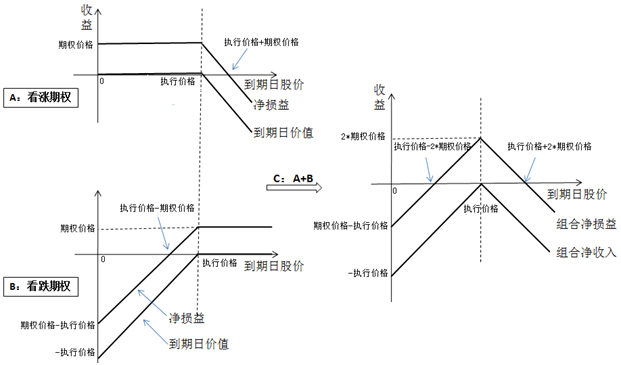 收
益
期权价格
执行价格+期权价格
0
执行价格
到期日股价
A：看涨期权
净损益
到期日价值
C：A+B
执行价格-期权价格
期权价格
0
执行价格
到期日股价
B：看跌期权
净损益
期权价格-执行价格
到期日价值
-执行价格
收
益
2*期权价格
执行价格-2*期权价格
执行价格+2*期权价格
0
到期日股价
执行价格
期权价格-执行价格
组合净损益
组合净收入
-执行价格